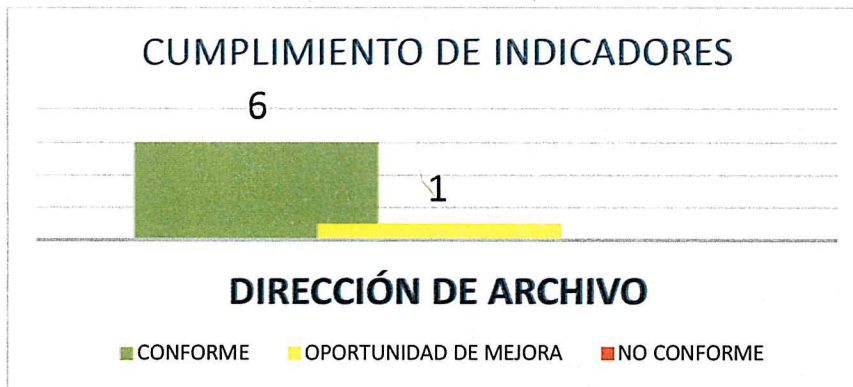 CUMPLIMIENTO DE INDICADORES
6
1
DIRECCIÓN DE ARCHIVO
CONFORME OPORTUNIDAD DE MEJORA NO CONFORME